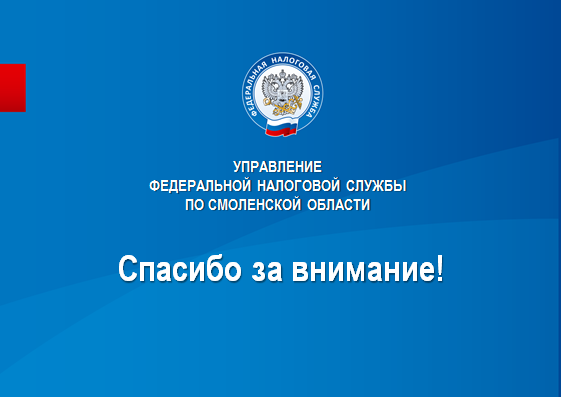 ФЕДЕРАЛЬНАЯ НАЛОГОВАЯ СЛУЖБА
УПРАВЛЕНИЕ
ФЕДЕРАЛЬНОЙ НАЛОГОВОЙ СЛУЖБЫ
ПО СМОЛЕНСКОЙ ОБЛАСТИ
Спасибо за внимание!